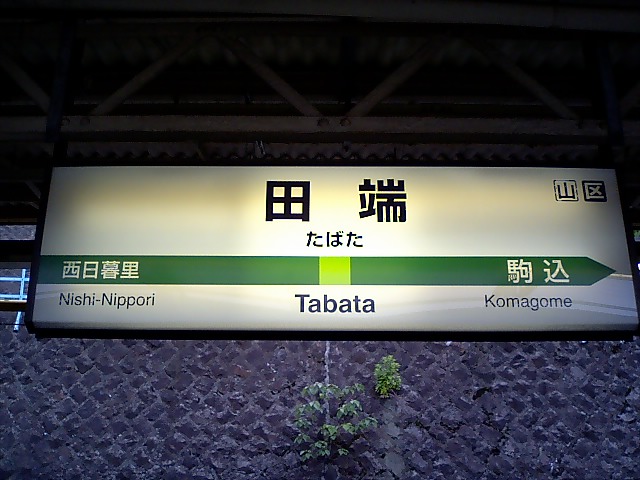 田端
山 区
たばた
西日暮里 駒込
Nishi-Nippori Tabata Komagome